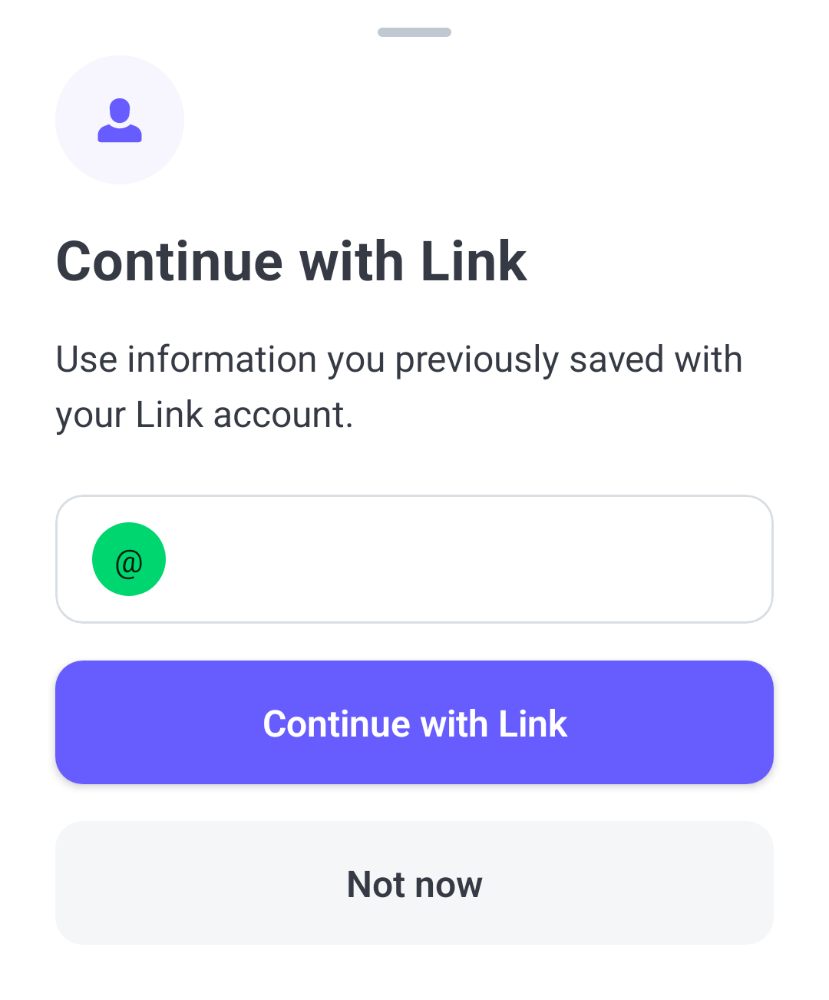 Continue with Link
Use information you previously saved with
your Link account.
@
Continue with Link
Not now